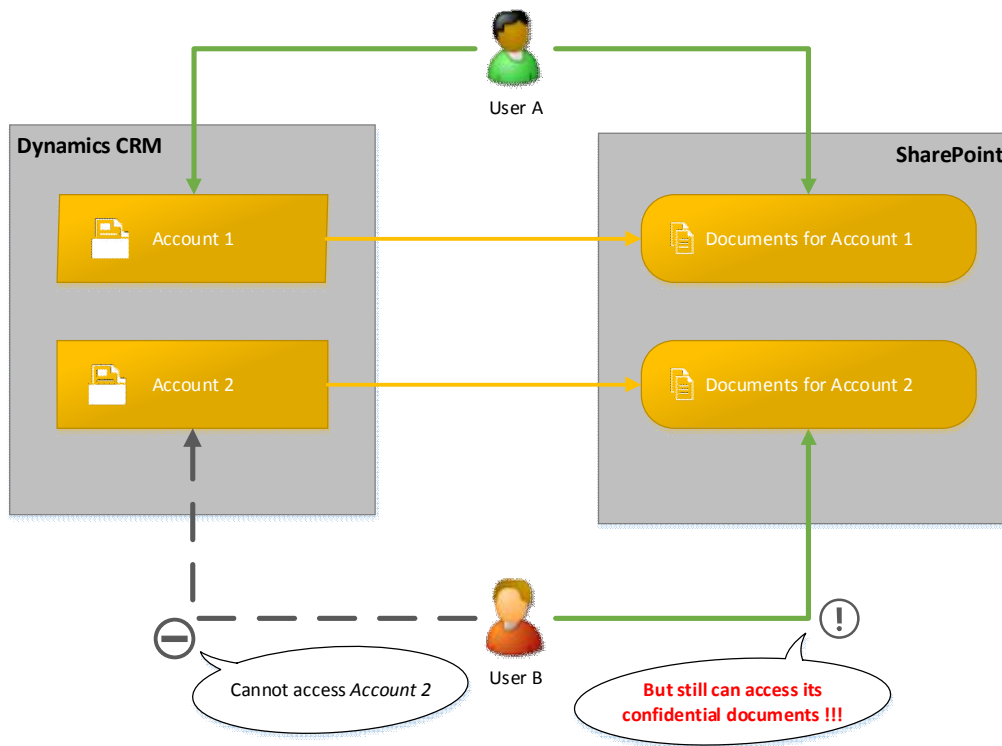 User A
Dynamics CRM
SharePoint
Account 1
Documents for Account 1
Account 2
Documents for Account 2
User B
Cannot access Account 2
But still can access its
confidential documents !!!